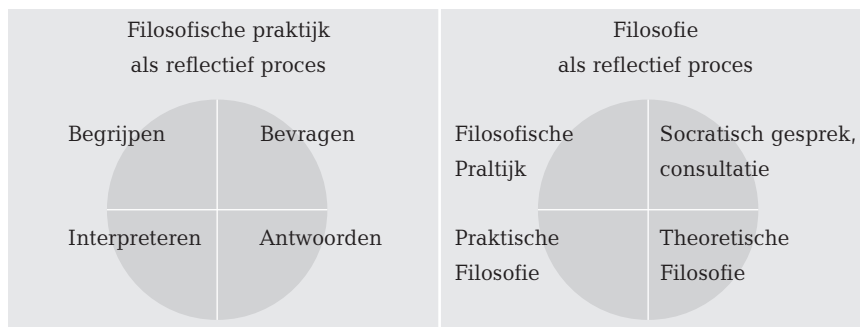 Filosofische praktijk
als reflectief proces
Begrijpen
Bevragen
Interpreteren
Antwoorden
Filosofie
als reflectief proces
Filosofische
Praltijk
Socratisch gesprek,
consultatie
Praktische
Filosofie
Theoretische
Filosofie